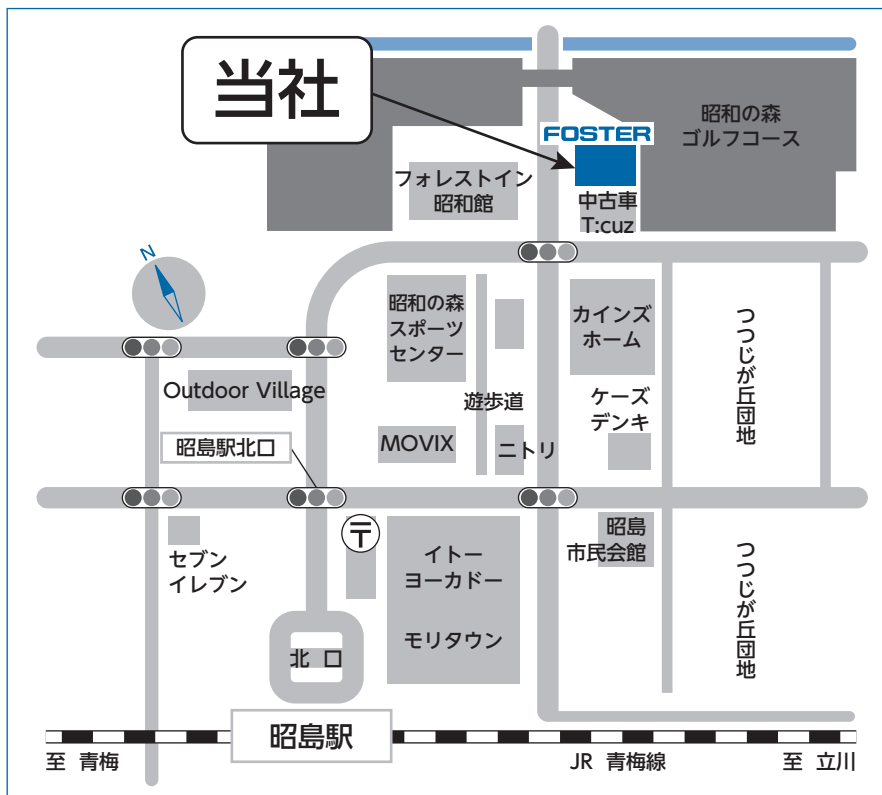 当社
FOSTER
昭和の森
ゴルフコース
フォレストイン
昭和館
中古車
T:cuz
N
昭和の森
スポーツ
センター
カインズ
ホーム
つつじが丘団地
Outdoor Village
遊歩道
ケーズ
デンキ
昭島駅北口
MOVIX
ニトリ
〒
セブン
イレブン
イトー
ヨーカドー
モリタウン
昭島
市民会館
つつじが丘団地
北 口
昭島駅
至 青梅
JR 青梅線
至 立川